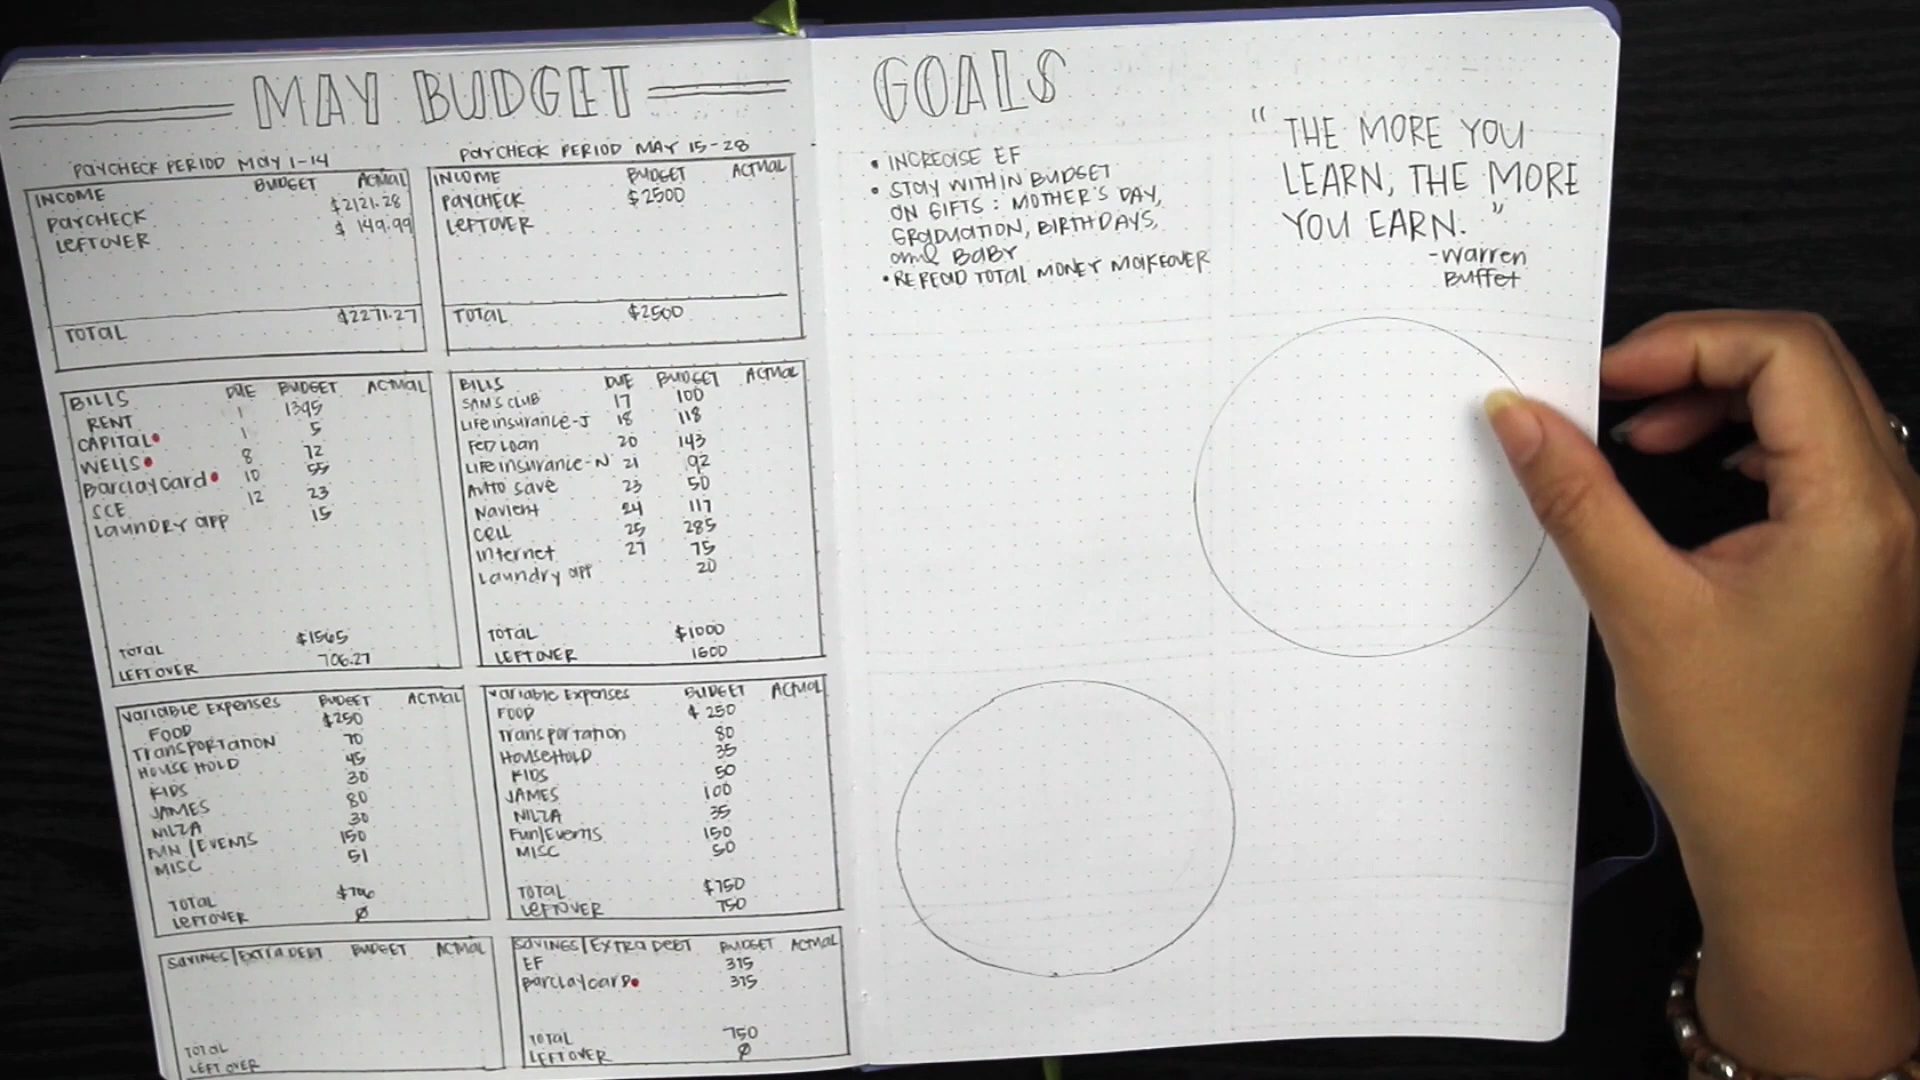 MAY BUDGET
PAYCHECK PERIOD MAY 1-14
INCOME BUDGET ACTUAL
PAYCHECK $2121.28
LEFTOVER $149.99
TOTAL $2271.27
BILLS DUE BUDGET ACTUAL
RENT 1 1395
CAPITAL 1 5
WELLS 8 72
Barclaycard 10 55
SCE 12 23
LAUNDRY APP 15
TOTAL $1565
LEFTOVER 706.27
Variable Expenses BUDGET ACTUAL
FOOD $250
TRANSPORTATION 70
HOUSEHOLD 45
KIDS 30
JAMES 80
NILZA 30
FUN/EVENTS 150
MISC 51
TOTAL $706
LEFTOVER Ø
SAVINGS/EXTRA DEBT BUDGET ACTUAL
TOTAL
LEFTOVER
PAYCHECK PERIOD MAY 15-28
INCOME BUDGET ACTUAL
PAYCHECK $2500
LEFTOVER
TOTAL $2500
BILLS DUE BUDGET ACTUAL
SAMS CLUB 17 100
Life insurance-J 18 118
FED Loan 20 143
Life insurance-N 21 92
AUTO SAVE 23 50
Navient 24 117
CELL 25 285
internet 27 75
Laundry app 20
TOTAL $1000
LEFTOVER 1500
Variable Expenses BUDGET ACTUAL
FOOD $250
Transportation 80
HOUSEHOLD 35
KIDS 50
JAMES 100
NILZA 35
Fun/Events 150
MISC 50
TOTAL $750
LEFTOVER 750
SAVINGS/EXTRA DEBT BUDGET ACTUAL
EF 375
Barclaycard 375
TOTAL 750
LEFTOVER Ø
GOALS
• INCREASE EF
• STAY WITHIN BUDGET
ON GIFTS: MOTHER'S DAY,
GRADUATION, BIRTHDAYS,
and BABY
• REREAD TOTAL MONEY MAKEOVER
" THE MORE YOU
LEARN, THE MORE
YOU EARN. "
-Warren
Buffet